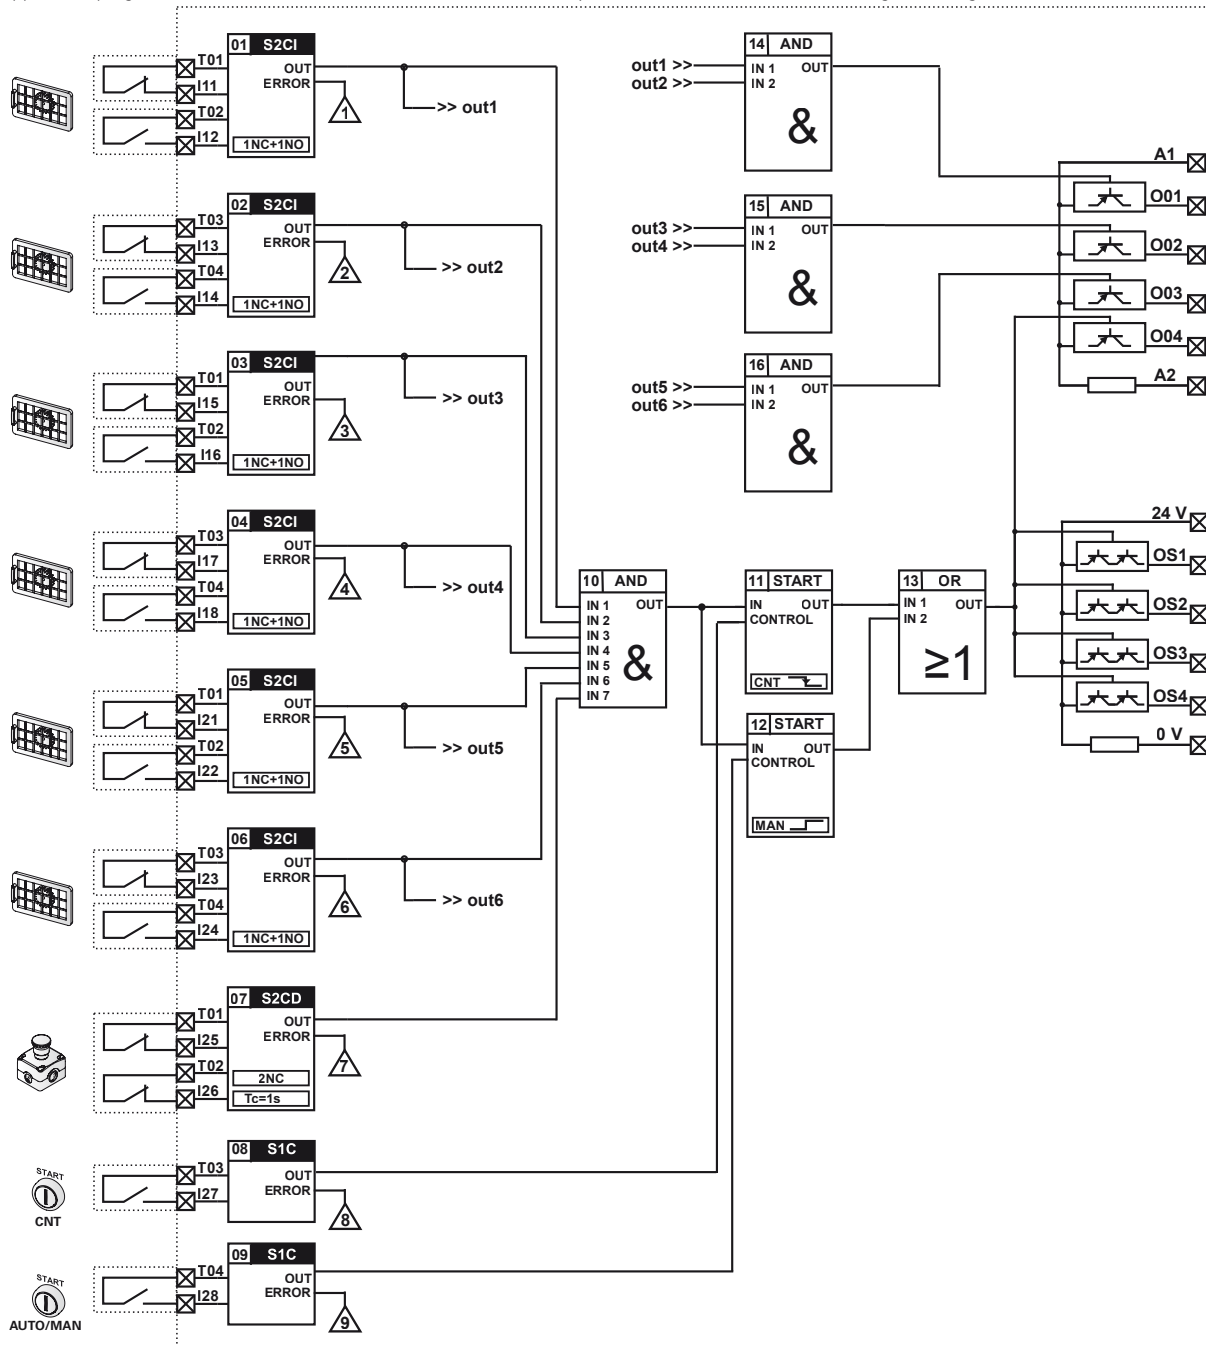 01 S2CI
T01
I11
T02
I12
OUT
ERROR
1
1NC+1NO
>> out1
02 S2CI
T03
I13
T04
I14
OUT
ERROR
2
1NC+1NO
>> out2
03 S2CI
T01
I15
T02
I16
OUT
ERROR
3
1NC+1NO
>> out3
04 S2CI
T03
I17
T04
I18
OUT
ERROR
4
1NC+1NO
>> out4
05 S2CI
T01
I21
T02
I22
OUT
ERROR
5
1NC+1NO
>> out5
06 S2CI
T03
I23
T04
I24
OUT
ERROR
6
1NC+1NO
>> out6
07 S2CD
T01
I25
T02
I26
OUT
ERROR
7
2NC
Tc=1s
START
CNT
08 S1C
T03
I27
OUT
ERROR
8
START
AUTO/MAN
09 S1C
T04
I28
OUT
ERROR
9
10 AND
IN 1 OUT
IN 2
IN 3
IN 4
IN 5
IN 6
IN 7
&
11 START
IN OUT
CONTROL
CNT
12 START
IN OUT
CONTROL
MAN
13 OR
IN 1 OUT
IN 2
≥1
14 AND
out1 >> IN 1 OUT
out2 >> IN 2
&
15 AND
out3 >> IN 1 OUT
out4 >> IN 2
&
16 AND
out5 >> IN 1 OUT
out6 >> IN 2
&
A1
O01
O02
O03
O04
A2
24 V
OS1
OS2
OS3
OS4
0 V